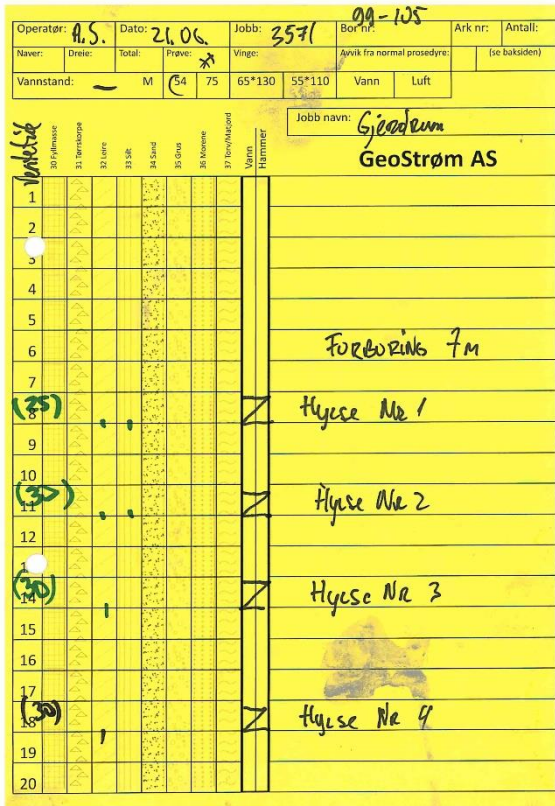 Operatør: A.S. Dato: 21.06. Jobb: 3571 Bor nr: 99-105 Ark nr: Antall:
Naver: Dreie: Total: Prøve: Vinge: Avvik fra normal prosedyre: (se baksiden)
Vannstand: — M 54 75 65*130 55*110 Vann Luft
Jobb navn: Gjerdrum
GeoStrøm AS
Ventetid 30 Fyllmasse 31 Tørrskorpe 32 Leire 33 Silt 34 Sand 35 Grus 36 Morene 37 Torv/Matjord Vann Hammer
1
2
3
4
5
6 FORBORING 7M
7
(25) 8 Hylse Nr 1
9
10
(30) 11 Hylse Nr 2
12
(30) 14 Hylse Nr 3
15
16
17
(30) 18 Hylse Nr 4
19
20